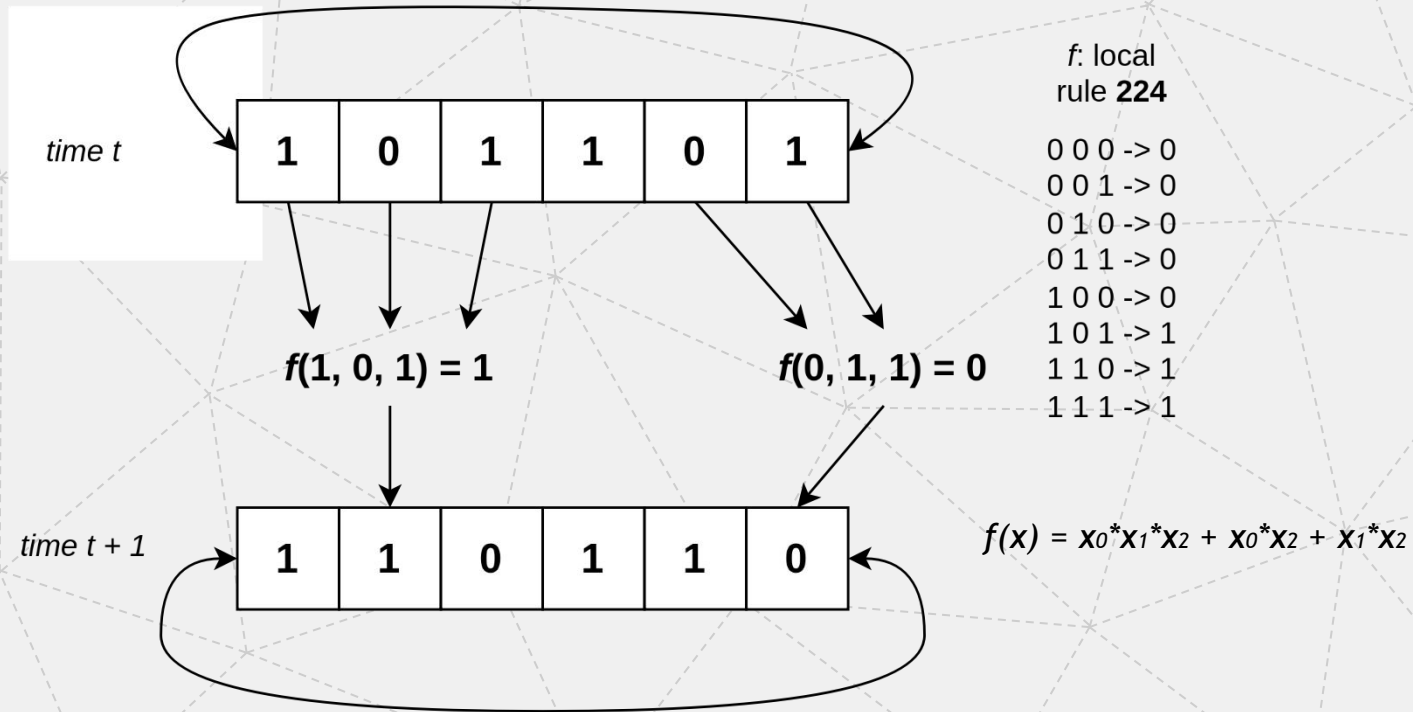 time t
1 0 1 1 0 1
f: local
rule 224
0 0 0 -> 0
0 0 1 -> 0
0 1 0 -> 0
0 1 1 -> 0
1 0 0 -> 0
1 0 1 -> 1
1 1 0 -> 1
1 1 1 -> 1
f(1, 0, 1) = 1
f(0, 1, 1) = 0
time t + 1
1 1 0 1 1 0
f(x) = x₀*x₁*x₂ + x₀*x₂ + x₁*x₂